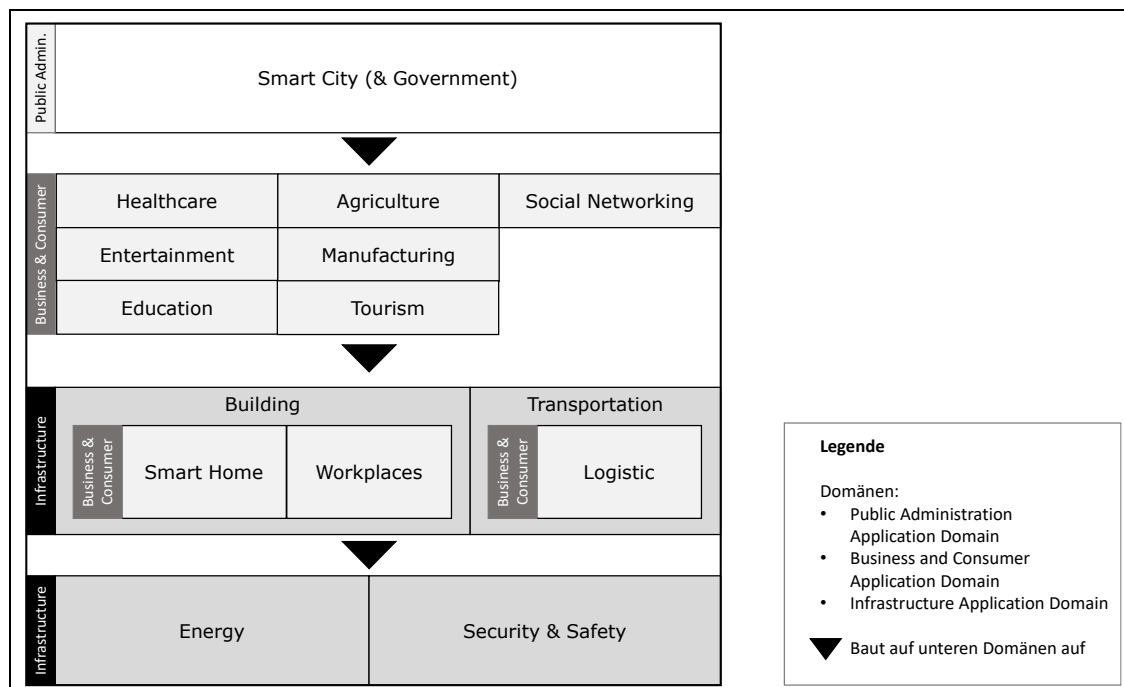 Public Admin.
Smart City (& Government)
Business & Consumer
Healthcare
Agriculture
Social Networking
Entertainment
Manufacturing
Education
Tourism
Infrastructure
Building
Business &
Consumer
Smart Home
Workplaces
Transportation
Business &
Consumer
Logistic
Infrastructure
Energy
Security & Safety
Legende
Domänen:
• Public Administration
Application Domain
• Business and Consumer
Application Domain
• Infrastructure Application Domain
Baut auf unteren Domänen auf